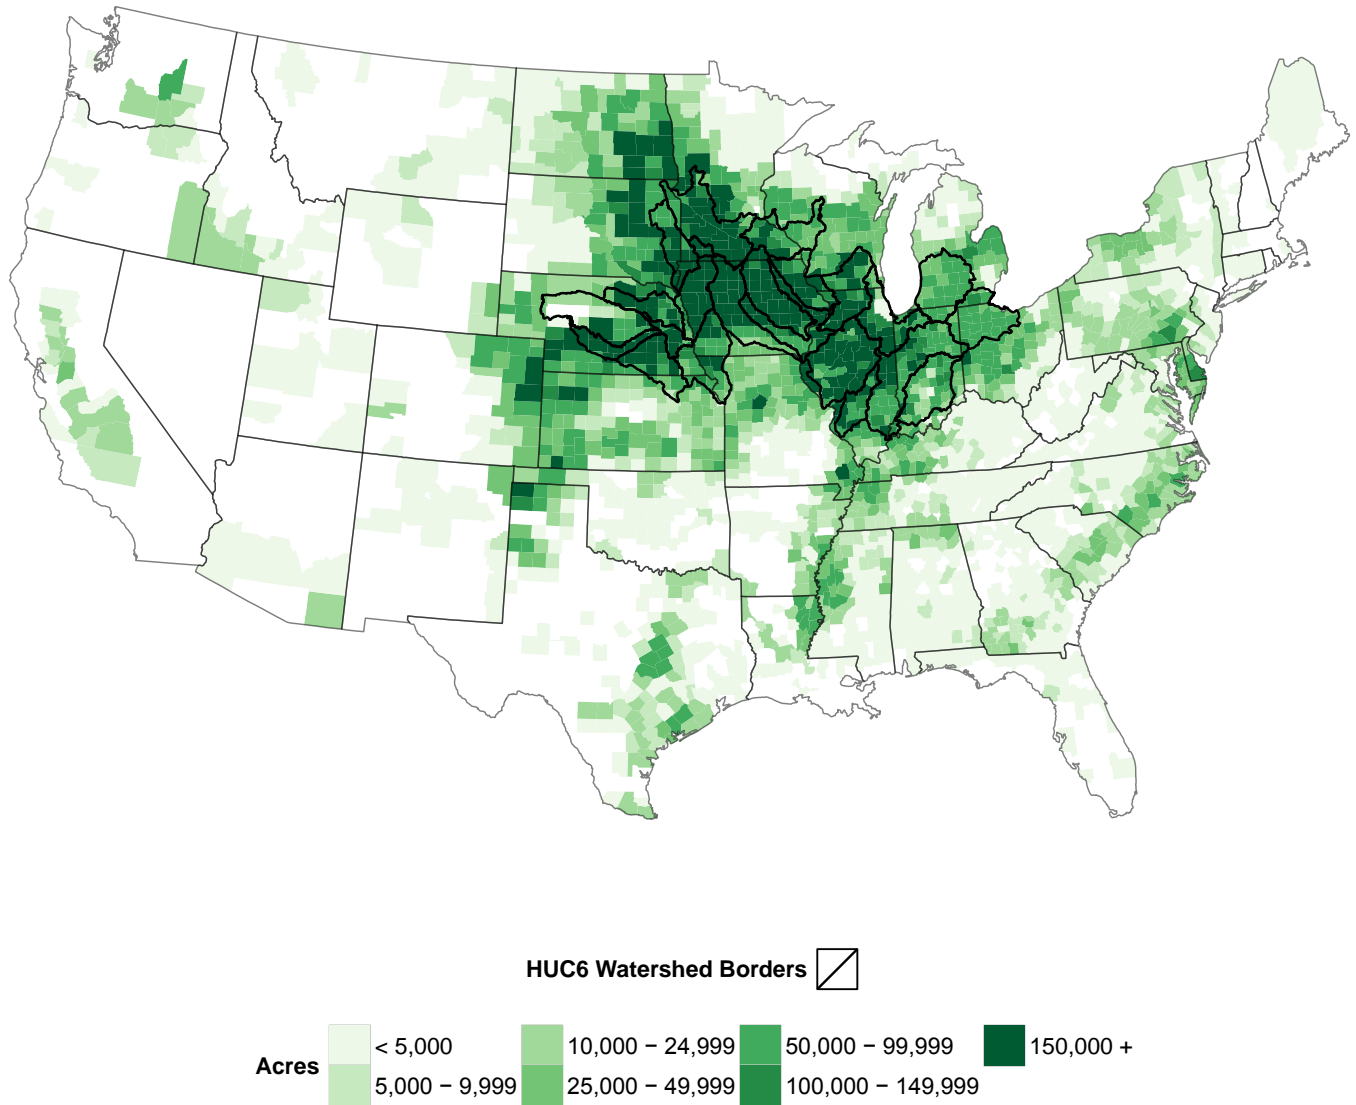 HUC6 Watershed Borders
Acres
< 5,000
5,000 − 9,999
10,000 − 24,999
25,000 − 49,999
50,000 − 99,999
100,000 − 149,999
150,000 +